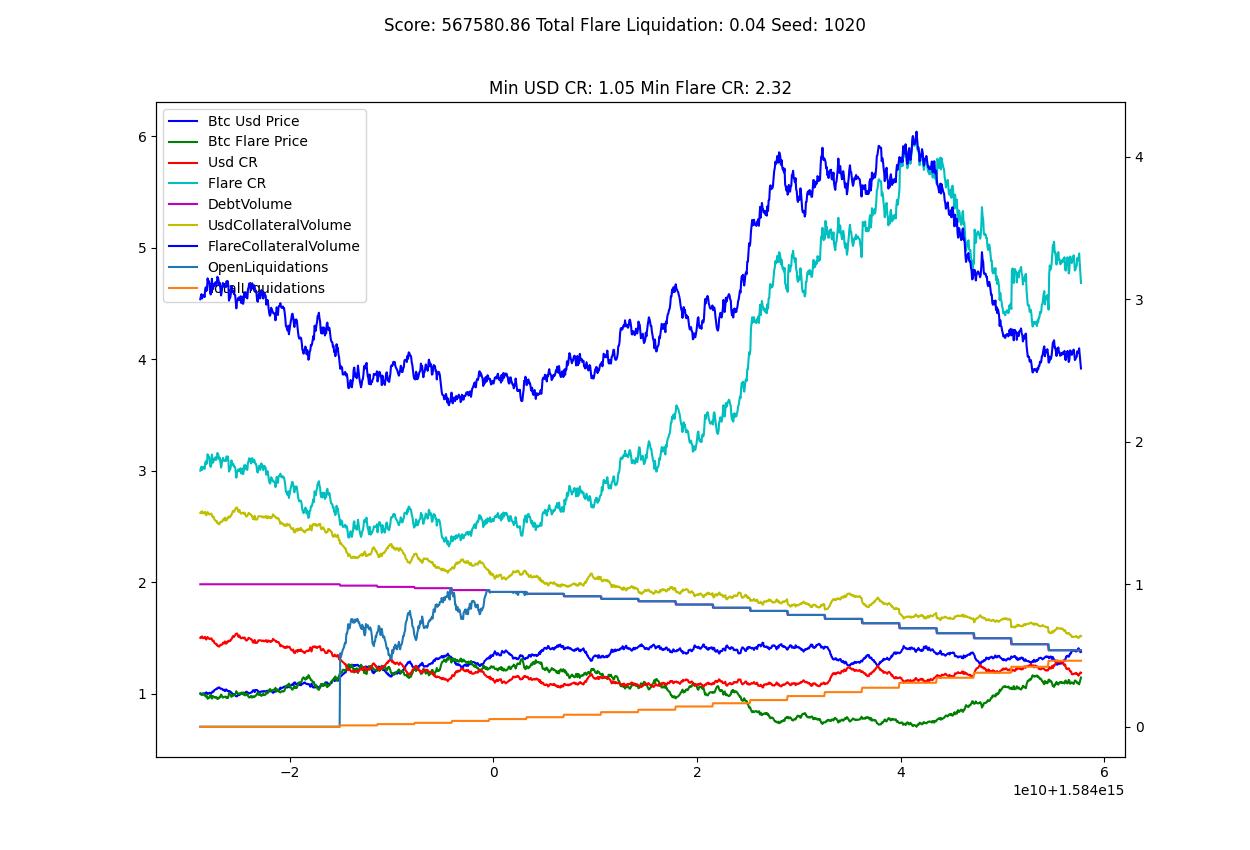 Score: 567580.86 Total Flare Liquidation: 0.04 Seed: 1020
Min USD CR: 1.05 Min Flare CR: 2.32
Btc Usd Price
Btc Flare Price
Usd CR
Flare CR
DebtVolume
UsdCollateralVolume
FlareCollateralVolume
OpenLiquidations
TotalLiquidations
6
5
4
3
2
1
4
3
2
1
0
−2
0
2
4
6
1e10+1.584e15